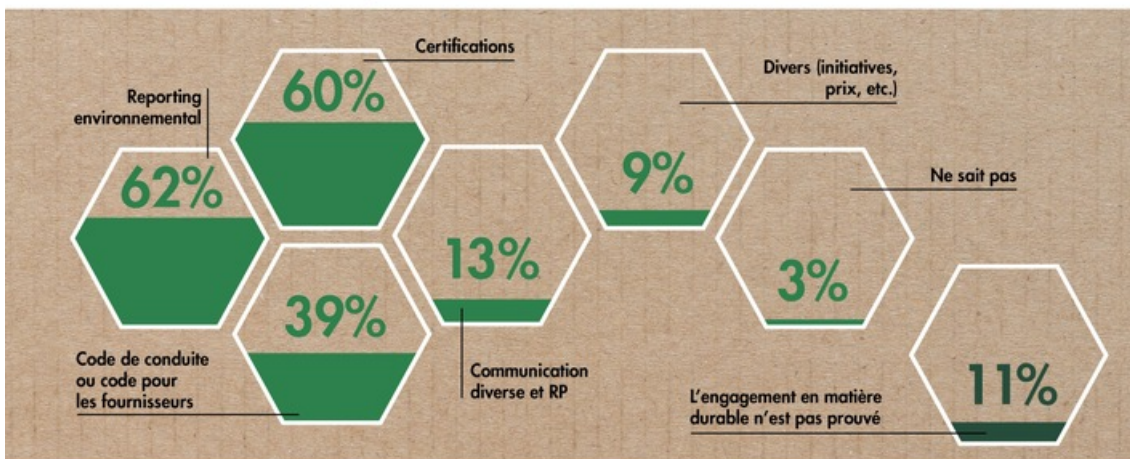 Certifications
60%
Reporting
environnemental
62%
Code de conduite
ou code pour
les fournisseurs
39%
13%
Communication
diverse et RP
Divers (initiatives,
prix, etc.)
9%
Ne sait pas
3%
L’engagement en matière
durable n’est pas prouvé
11%